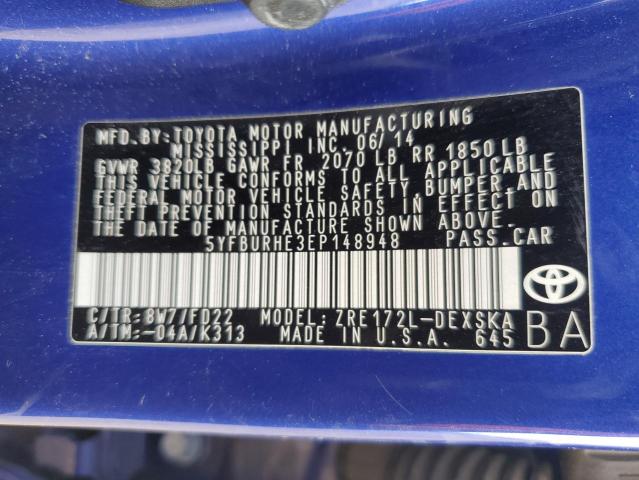 MFD. BY: TOYOTA MOTOR MANUFACTURING
MISSISSIPPI INC. 06/14
GVWR 3820LB GAWR FR 2070 LB RR 1850 LB
THIS VEHICLE CONFORMS TO ALL APPLICABLE
FEDERAL MOTOR VEHICLE SAFETY, BUMPER, AND
THEFT PREVENTION STANDARDS IN EFFECT ON
THE DATE OF MANUFACTURE SHOWN ABOVE.
5YFBURHE3EP148948 PASS. CAR
C/TR: 8W7/FD22 MODEL: ZRE172L-DEXSKA
A/TM: -04A/K313 MADE IN U.S.A. 645
BA